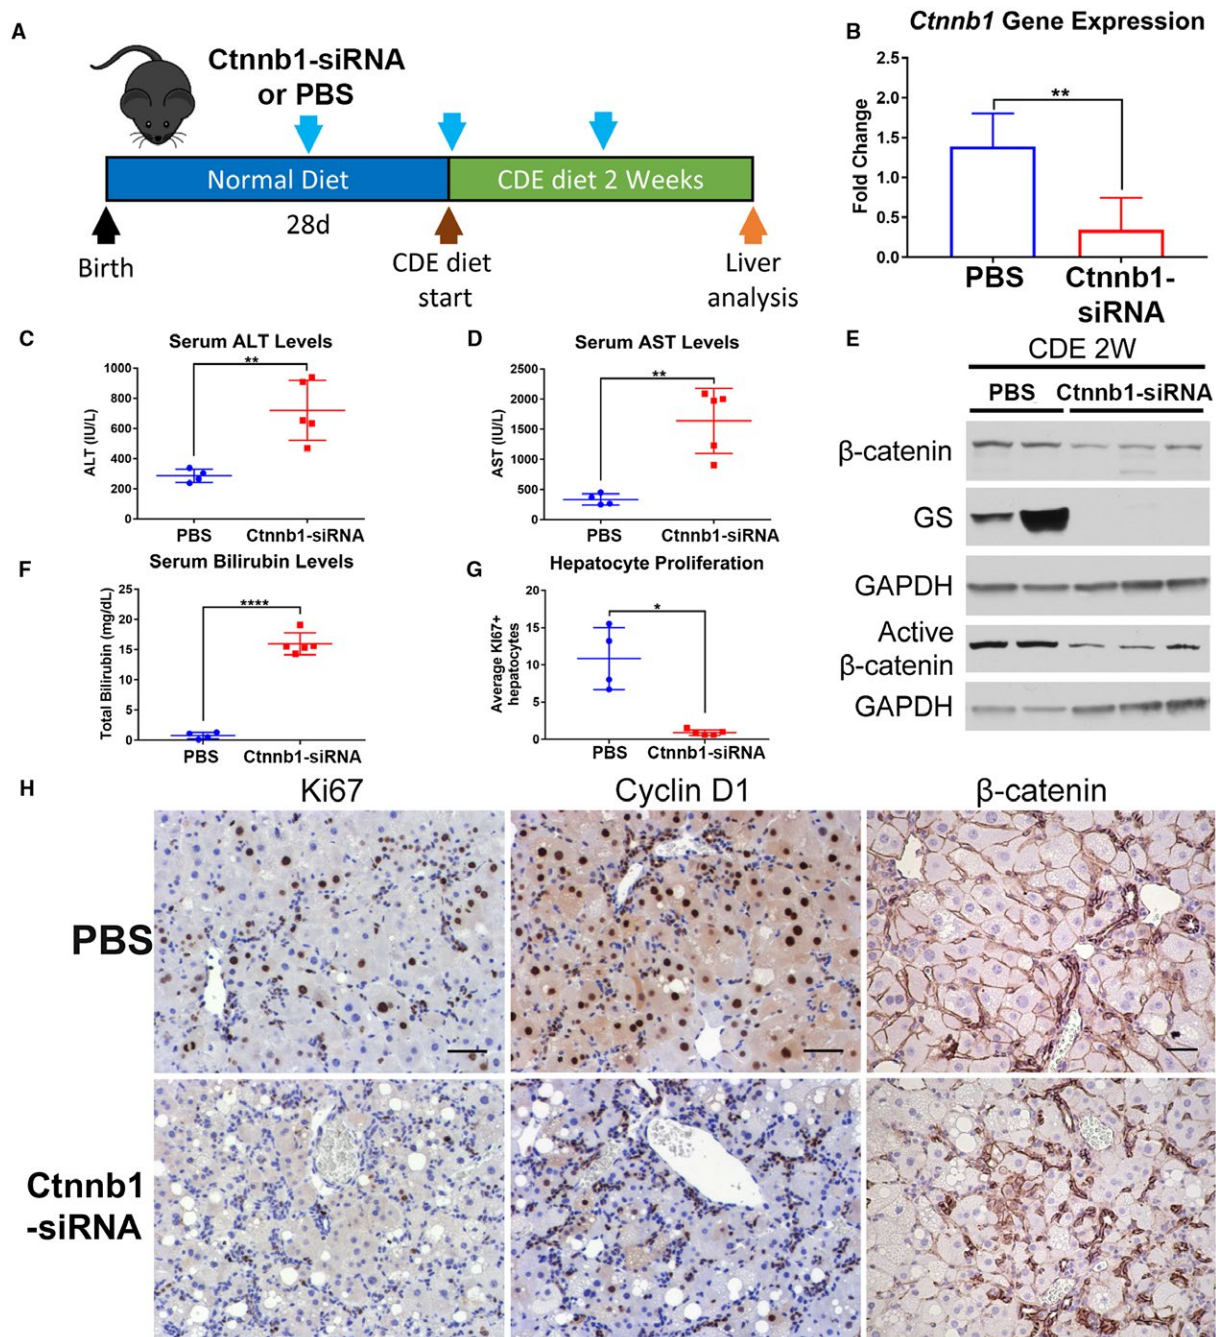 A
Ctnnb1-siRNA
or PBS
Normal Diet
CDE diet 2 Weeks
28d
Birth
CDE diet
start
Liver
analysis
B
Ctnnb1 Gene Expression
Fold Change
2.5
2.0
1.5
1.0
0.5
0.0
**
PBS
Ctnnb1-
siRNA
C
Serum ALT Levels
ALT (IU/L)
1000
800
600
400
200
0
**
PBS
Ctnnb1-siRNA
D
Serum AST Levels
AST (IU/L)
2500
2000
1500
1000
500
0
**
PBS
Ctnnb1-siRNA
E
CDE 2W
PBS
Ctnnb1-siRNA
β-catenin
GS
GAPDH
Active
β-catenin
GAPDH
F
Serum Bilirubin Levels
Total Bilirubin (mg/dL)
25
20
15
10
5
0
****
PBS
Ctnnb1-siRNA
G
Hepatocyte Proliferation
Average KI67+
hepatocytes
20
15
10
5
0
*
PBS
Ctnnb1-siRNA
H
Ki67
Cyclin D1
β-catenin
PBS
Ctnnb1
-siRNA